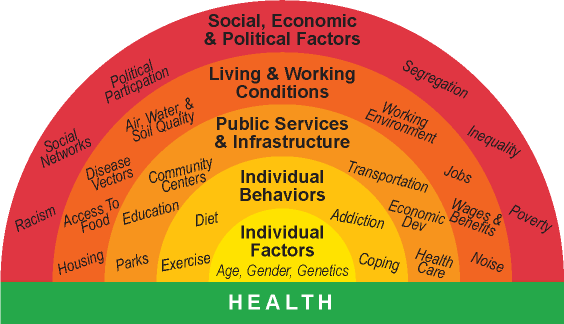 Social, Economic
& Political Factors
Political
Particpation
Segregation
Social
Networks
Inequality
Racism
Poverty
Living & Working
Conditions
Air, Water, &
Soil Quality
Working
Environment
Disease
Vectors
Jobs
Access To
Food
Wages &
Benefits
Housing
Noise
Public Services
& Infrastructure
Community
Centers
Transportation
Education
Economic
Dev
Parks
Health
Care
Individual
Behaviors
Diet
Addiction
Exercise
Coping
Individual
Factors
Age, Gender, Genetics
HEALTH